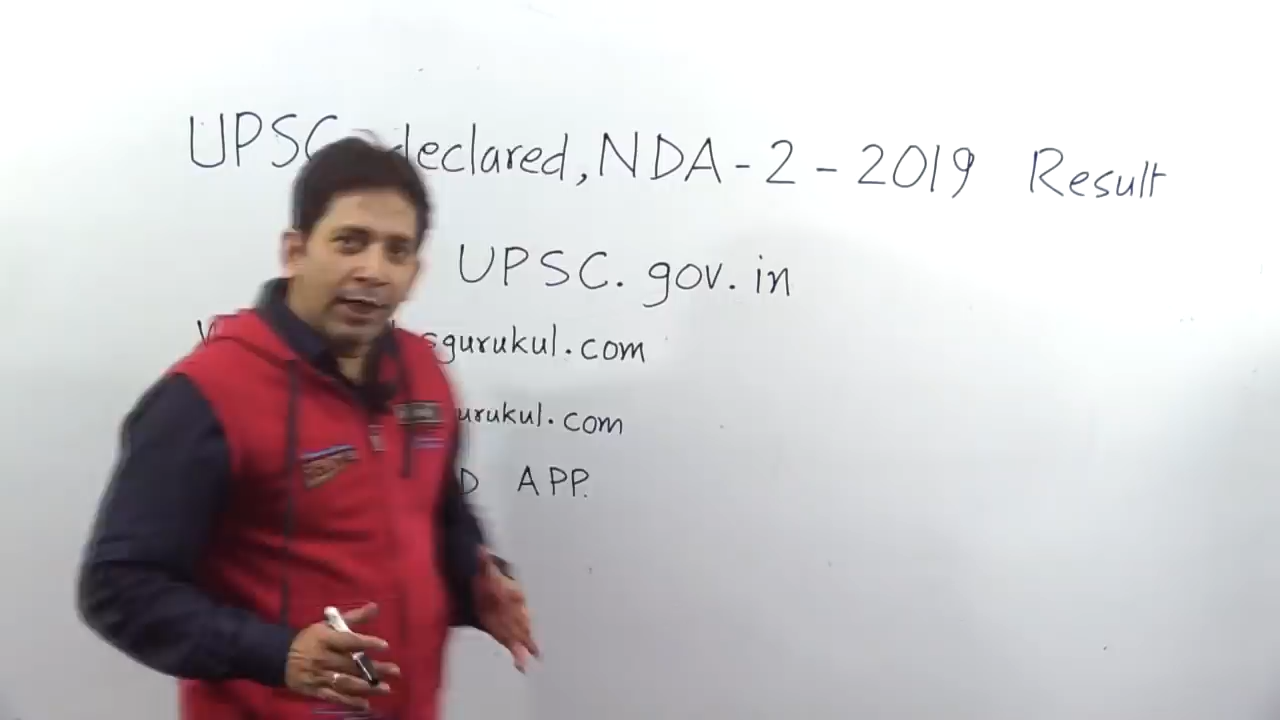 UPSC declared, NDA-2-2019 Result
UPSC.gov.in
sgurukul.com
urukul.com
D APP.